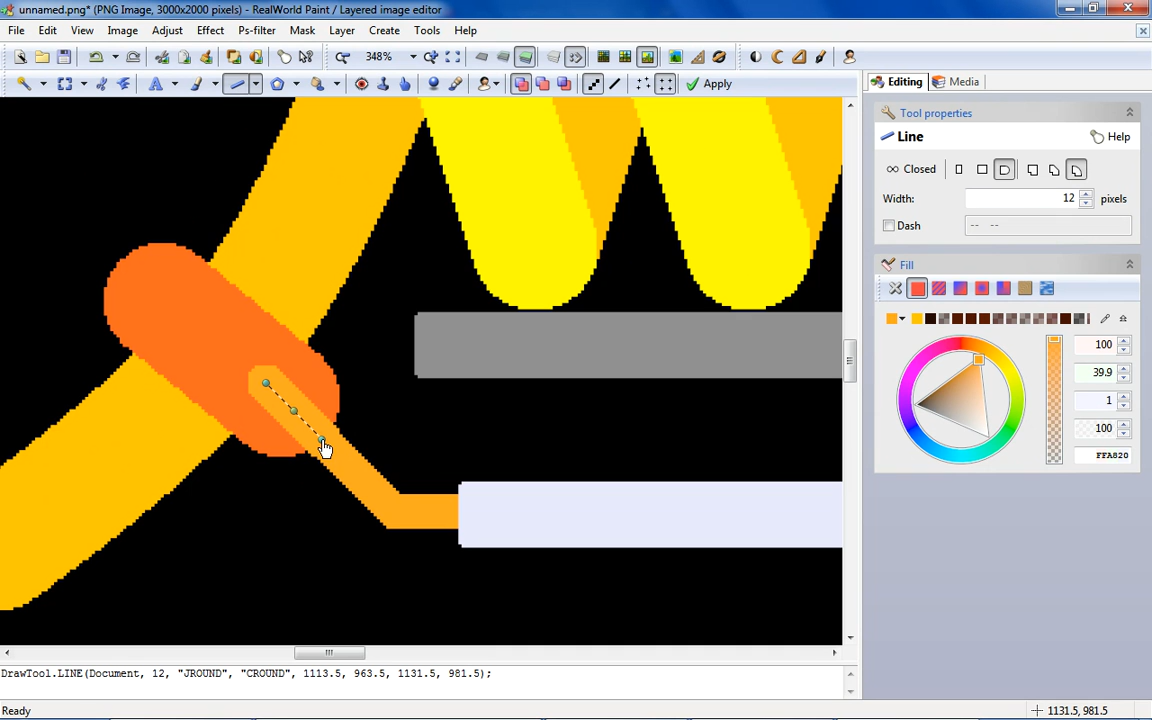 unnamed.png* (PNG Image, 3000x2000 pixels) - RealWorld Paint / Layered image editor
File Edit View Image Adjust Effect Ps-filter Mask Layer Create Tools Help
348%
Apply
Editing Media
Tool properties
Line Help
Closed
Width: 12 pixels
Dash
Fill
100
39.9
1
100
FFA820
DrawTool.LINE(Document, 12, "JROUND", "CROUND", 1113.5, 963.5, 1131.5, 981.5);
Ready 1131.5, 981.5